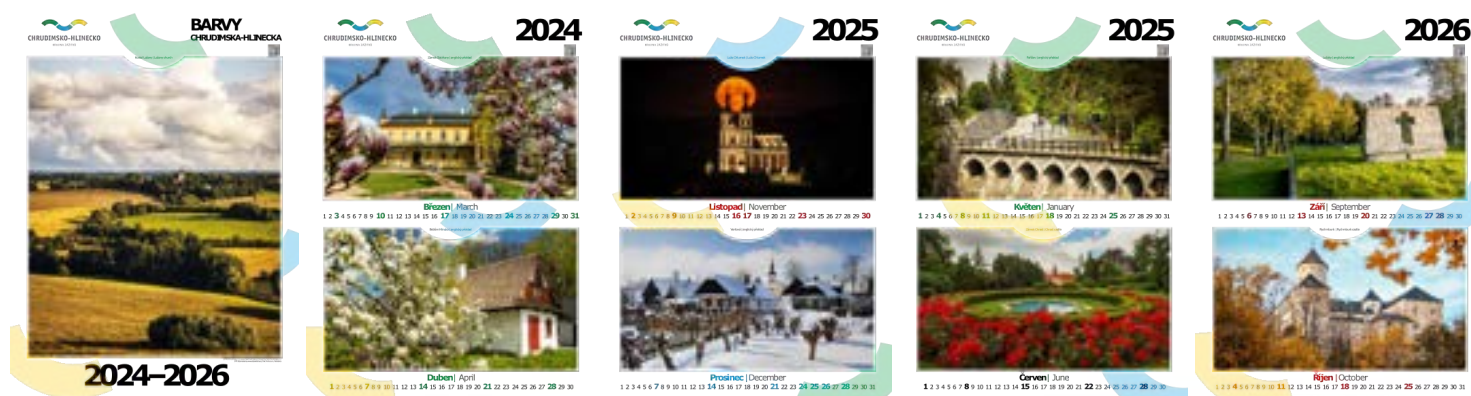 CHRUDIMSKO-HLINECKO
BARVY
CHRUDIMSKA-HLINECKA
2024–2026
CHRUDIMSKO-HLINECKO
2024
Březen| March
1 2 3 4 5 6 7 8 9 10 11 12 13 14 15 16 17 18 19 20 21 22 23 24 25 26 27 28 29 30 31
Duben| April
1 2 3 4 5 6 7 8 9 10 11 12 13 14 15 16 17 18 19 20 21 22 23 24 25 26 27 28 29 30
CHRUDIMSKO-HLINECKO
2025
Listopad| November
1 2 3 4 5 6 7 8 9 10 11 12 13 14 15 16 17 18 19 20 21 22 23 24 25 26 27 28 29 30
Prosinec|December
1 2 3 4 5 6 7 8 9 10 11 12 13 14 15 16 17 18 19 20 21 22 23 24 25 26 27 28 29 30 31
CHRUDIMSKO-HLINECKO
2025
Květen| January
1 2 3 4 5 6 7 8 9 10 11 12 13 14 15 16 17 18 19 20 21 22 23 24 25 26 27 28 29 30 31
Červen| June
1 2 3 4 5 6 7 8 9 10 11 12 13 14 15 16 17 18 19 20 21 22 23 24 25 26 27 28 29 30
CHRUDIMSKO-HLINECKO
2026
Září| September
1 2 3 4 5 6 7 8 9 10 11 12 13 14 15 16 17 18 19 20 21 22 23 24 25 26 27 28 29 30
Říjen |October
1 2 3 4 5 6 7 8 9 10 11 12 13 14 15 16 17 18 19 20 21 22 23 24 25 26 27 28 29 30 31